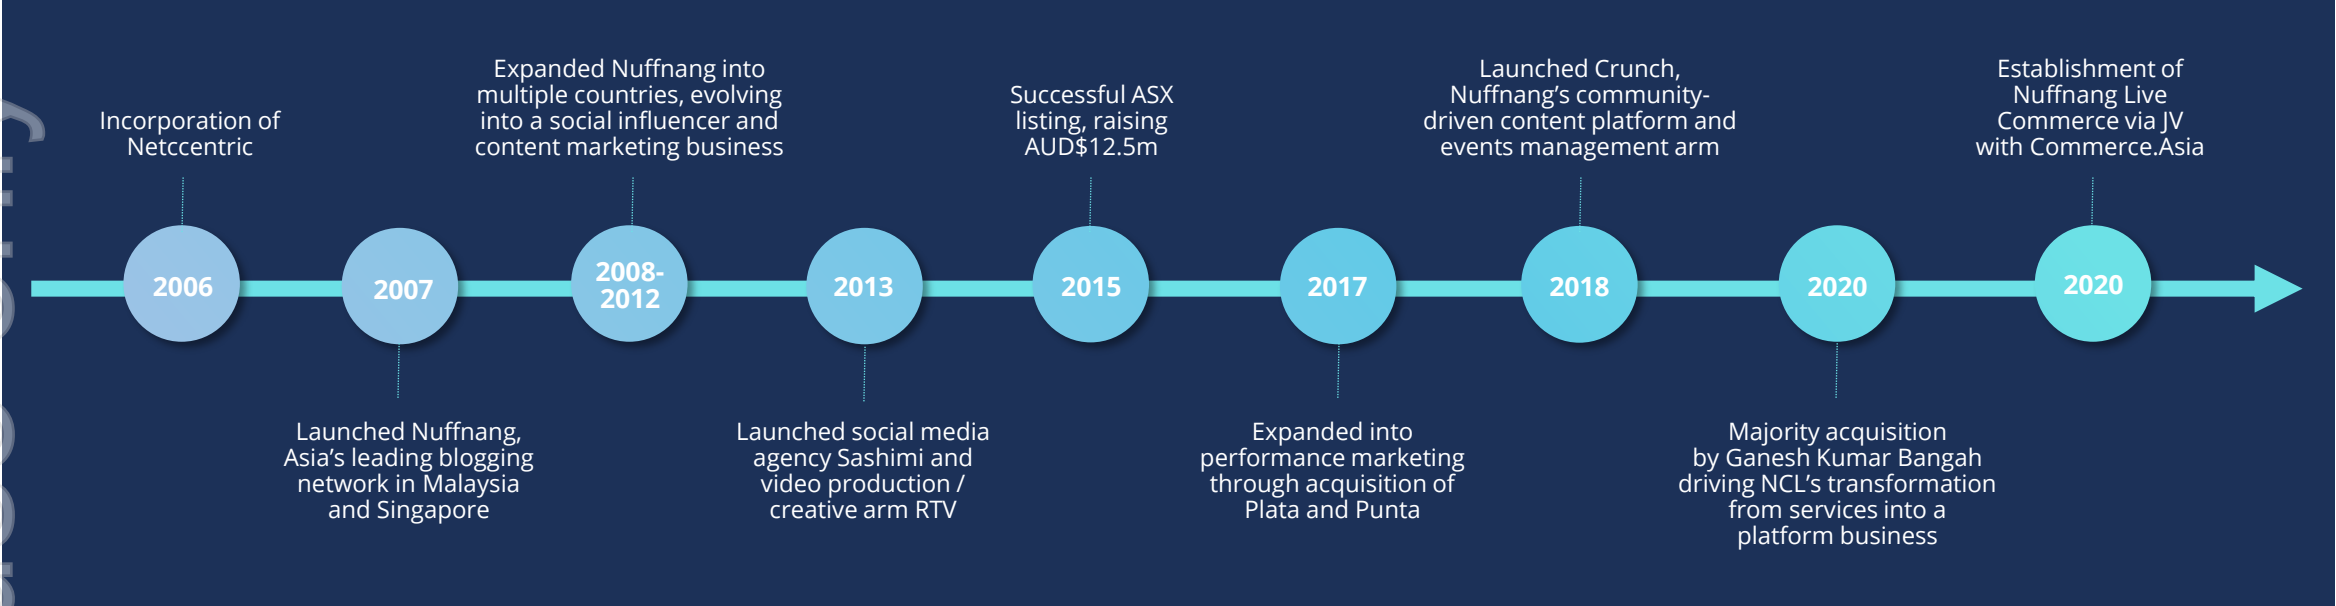 Incorporation of
Netccentric
2006
2007
Launched Nuffnang,
Asia's leading blogging
network in Malaysia
and Singapore
Expanded Nuffnang into
multiple countries, evolving
into a social influencer and
content marketing business
2008-
2012
2013
Launched social media
agency Sashimi and
video production /
creative arm RTV
Successful ASX
listing, raising
AUD$12.5m
2015
2017
Expanded into
performance marketing
through acquisition of
Plata and Punta
Launched Crunch,
Nuffnang's community-
driven content platform and
events management arm
2018
2020
Majority acquisition
by Ganesh Kumar Bangah
driving NCL's transformation
from services into a
platform business
Establishment of
Nuffnang Live
Commerce via JV
with Commerce.Asia
2020